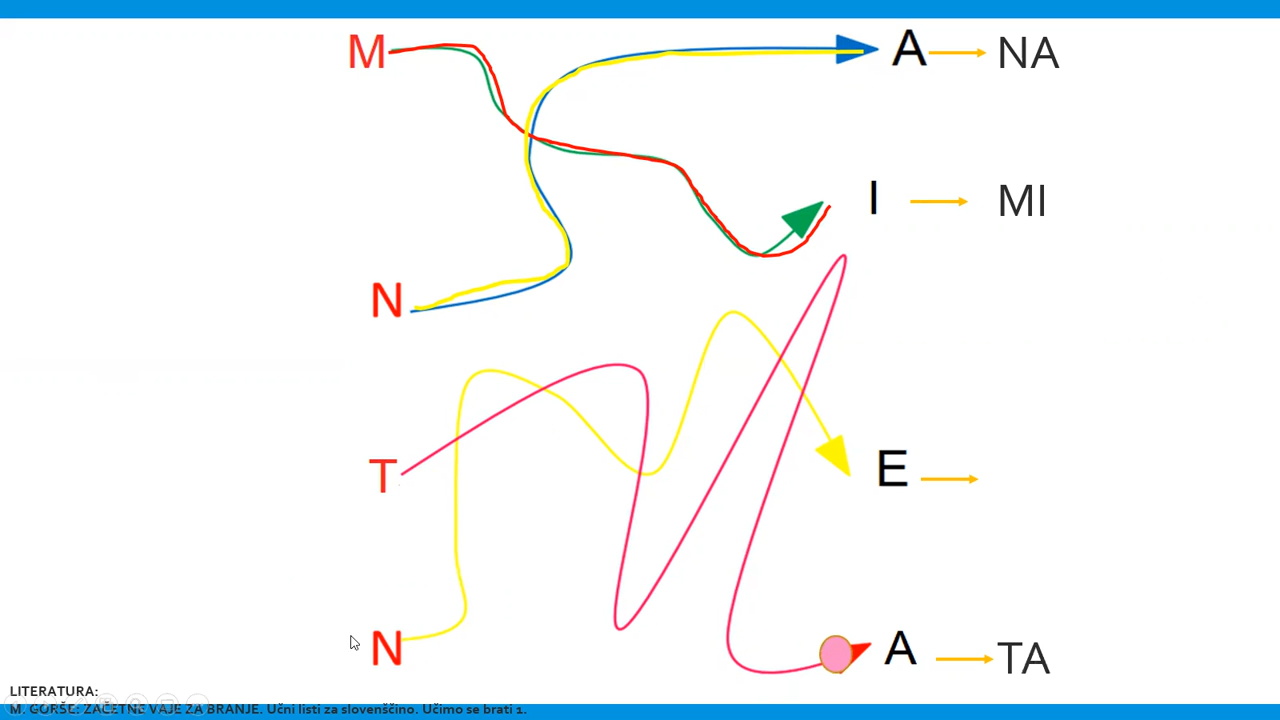 M A NA
I MI
N
T E
N A TA
LITERATURA:
M. GORŠE: ZAČETNE VAJE ZA BRANJE. Učni listi za slovenščino. Učimo se brati 1.